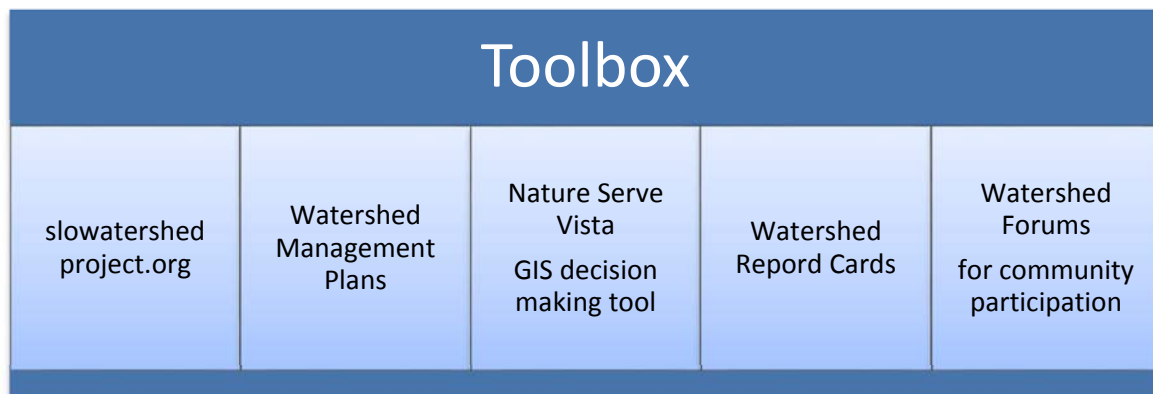 Toolbox
slowatershed
project.org
Watershed
Management
Plans
Nature Serve
Vista
GIS decision
making tool
Watershed
Repord Cards
Watershed
Forums
for community
participation